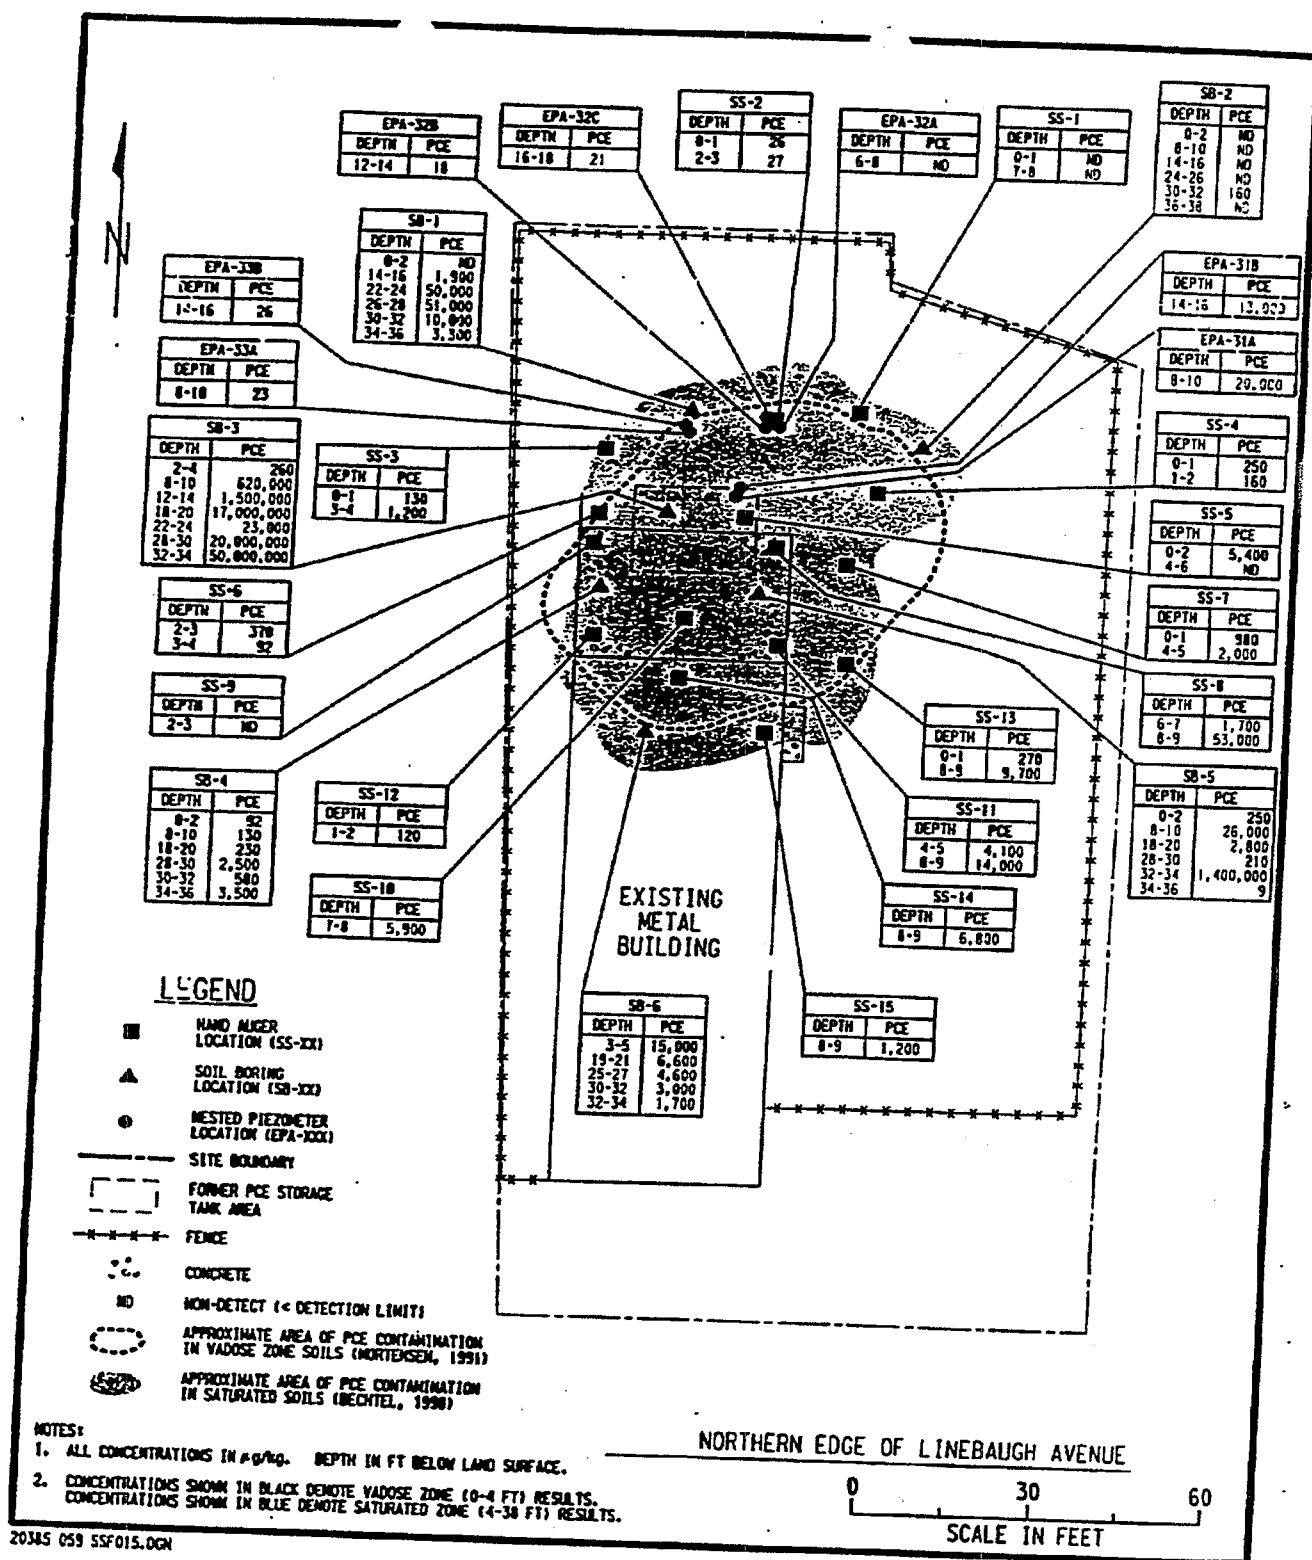 EPA-32B
DEPTH PCE
12-14 18
EPA-32C
DEPTH PCE
16-18 21
SS-2
DEPTH PCE
0-1 26
2-3 27
EPA-32A
DEPTH PCE
6-8 ND
SS-1
DEPTH PCE
0-1 ND
7-8 ND
SB-2
DEPTH PCE
0-2 ND
8-10 ND
14-16 ND
24-26 ND
30-32 160
36-38 ND
N
SB-1
DEPTH PCE
0-2 ND
14-16 1,900
22-24 50,000
26-28 51,000
30-32 10,000
34-36 3,300
EPA-33B
DEPTH PCE
14-16 26
EPA-31B
DEPTH PCE
14-16 13,000
EPA-33A
DEPTH PCE
8-10 23
EPA-31A
DEPTH PCE
8-10 29,000
SB-3
DEPTH PCE
2-4 260
8-10 620,000
12-14 1,500,000
18-20 17,000,000
22-24 23,000
28-30 20,000,000
32-34 50,000,000
SS-3
DEPTH PCE
0-1 130
3-4 1,200
SS-4
DEPTH PCE
0-1 250
1-2 160
SS-5
DEPTH PCE
0-2 5,400
4-6 ND
SS-6
DEPTH PCE
2-3 370
3-4 92
SS-7
DEPTH PCE
0-1 980
4-5 2,000
SS-9
DEPTH PCE
2-3 ND
SS-8
DEPTH PCE
6-7 1,700
8-9 53,000
SS-13
DEPTH PCE
0-1 270
8-9 9,700
SB-4
DEPTH PCE
0-2 92
8-10 130
18-20 230
28-30 2,500
30-32 580
34-36 3,500
SS-12
DEPTH PCE
1-2 120
SB-5
DEPTH PCE
0-2 250
8-10 26,000
18-20 2,800
28-30 210
32-34 1,400,000
34-36 9
SS-11
DEPTH PCE
4-5 4,100
8-9 14,000
SS-10
DEPTH PCE
7-8 5,900
SS-14
DEPTH PCE
8-9 6,800
EXISTING
METAL
BUILDING
SB-6
DEPTH PCE
3-5 15,000
19-21 6,600
25-27 4,600
30-32 3,000
32-34 1,700
SS-15
DEPTH PCE
8-9 1,200
LEGEND
HAND AUGER
LOCATION (SS-XX)
SOIL BORING
LOCATION (SB-XX)
NESTED PIEZOMETER
LOCATION (EPA-XXX)
SITE BOUNDARY
FORMER PCE STORAGE
TANK AREA
FENCE
CONCRETE
ND NON-DETECT (< DETECTION LIMIT)
APPROXIMATE AREA OF PCE CONTAMINATION
IN VADOSE ZONE SOILS (MORTENSEN, 1991)
APPROXIMATE AREA OF PCE CONTAMINATION
IN SATURATED SOILS (BECHTEL, 1990)
NOTES:
1. ALL CONCENTRATIONS IN µg/kg. DEPTH IN FT BELOW LAND SURFACE.
2. CONCENTRATIONS SHOWN IN BLACK DENOTE VADOSE ZONE (0-4 FT) RESULTS.
CONCENTRATIONS SHOWN IN BLUE DENOTE SATURATED ZONE (4-38 FT) RESULTS.
NORTHERN EDGE OF LINEBAUGH AVENUE
0 30 60
SCALE IN FEET
20385 059 SSF015.DGN